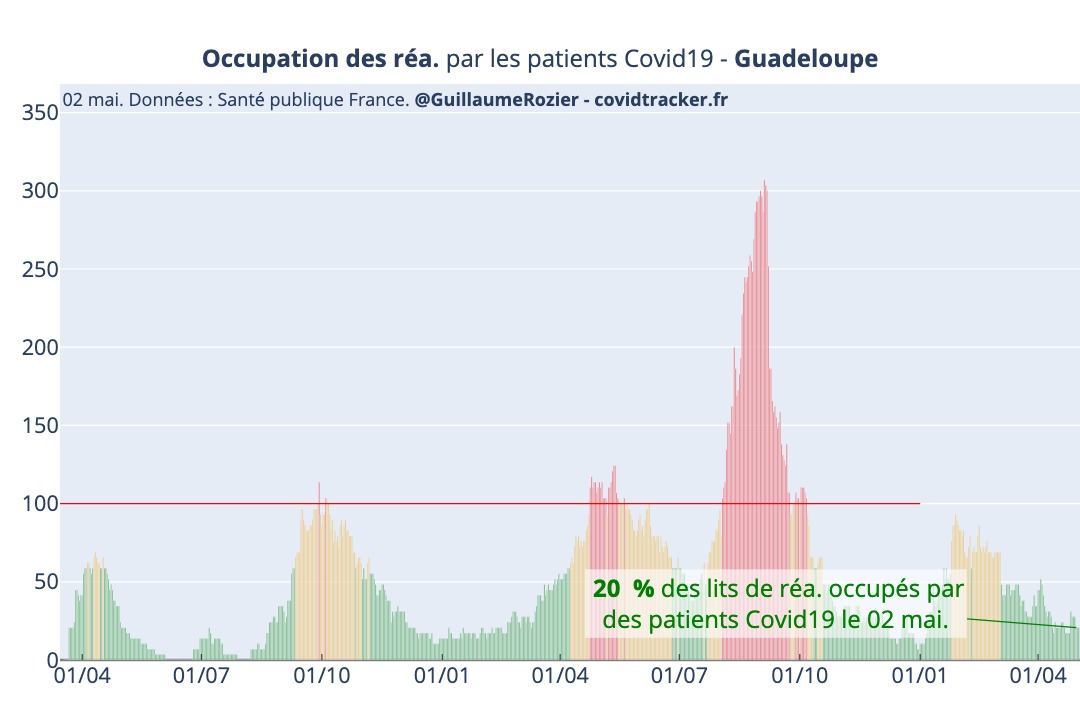 Occupation des réa. par les patients Covid19 - Guadeloupe
02 mai. Données : Santé publique France. @GuillaumeRozier - covidtracker.fr
350
300
250
200
150
100
50
0
20 % des lits de réa. occupés par
des patients Covid19 le 02 mai.
01/04 01/07 01/10 01/01 01/04 01/07 01/10 01/01 01/04